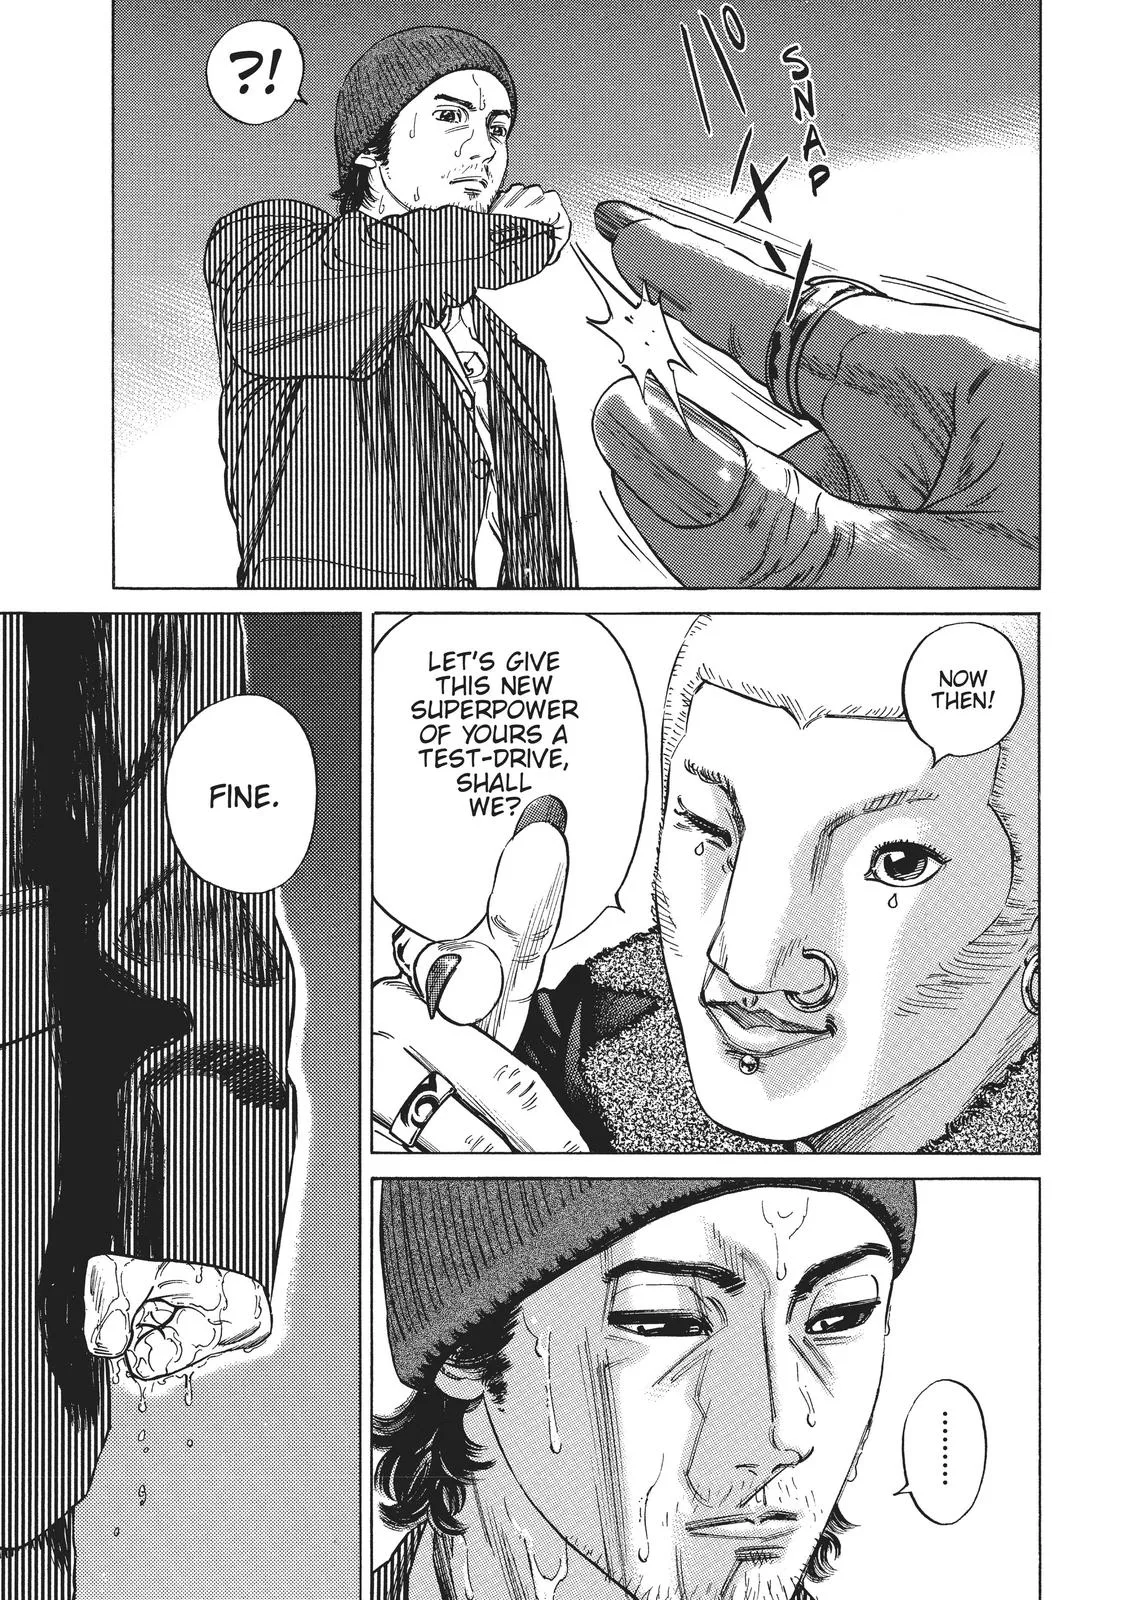 ?!
SNAP
NOW
THEN!
LET'S GIVE
THIS NEW
SUPERPOWER
OF YOURS A
TEST-DRIVE,
SHALL
WE?
.........
FINE.